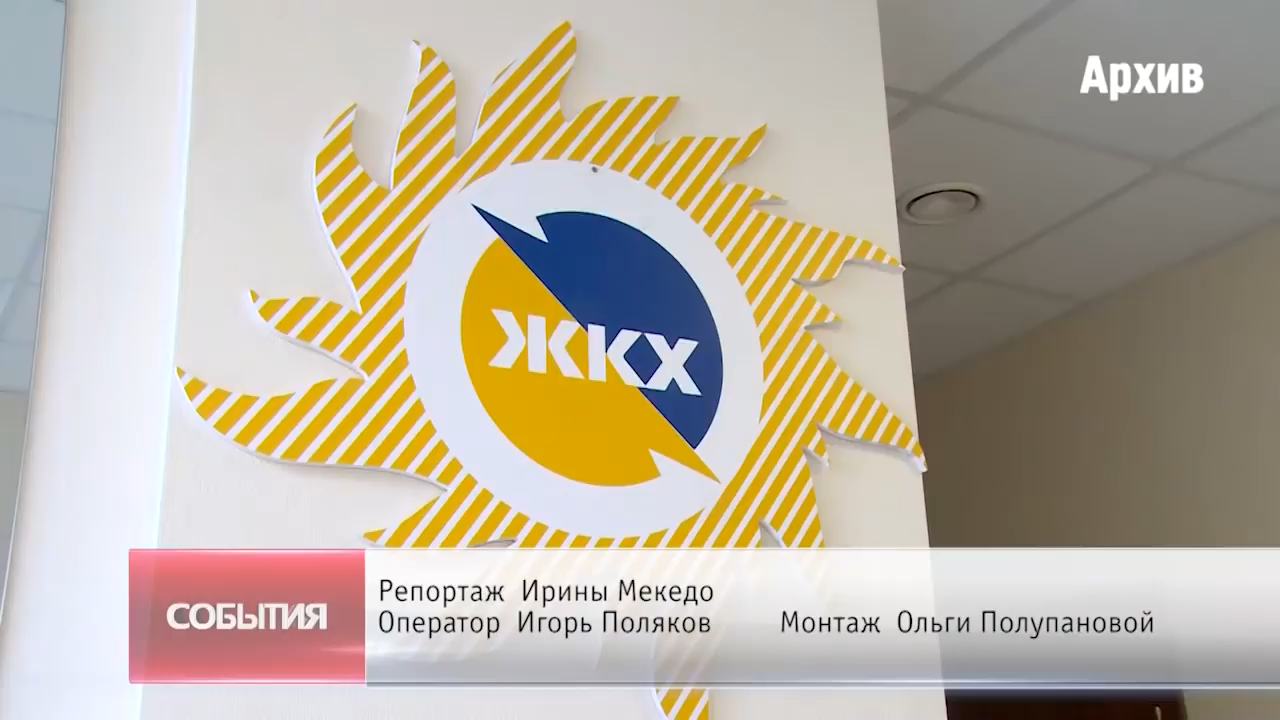 Архив
ЖКХ
СОБЫТИЯ
Репортаж Ирины Мекедо
Оператор Игорь Поляков
Монтаж Ольги Полупановой